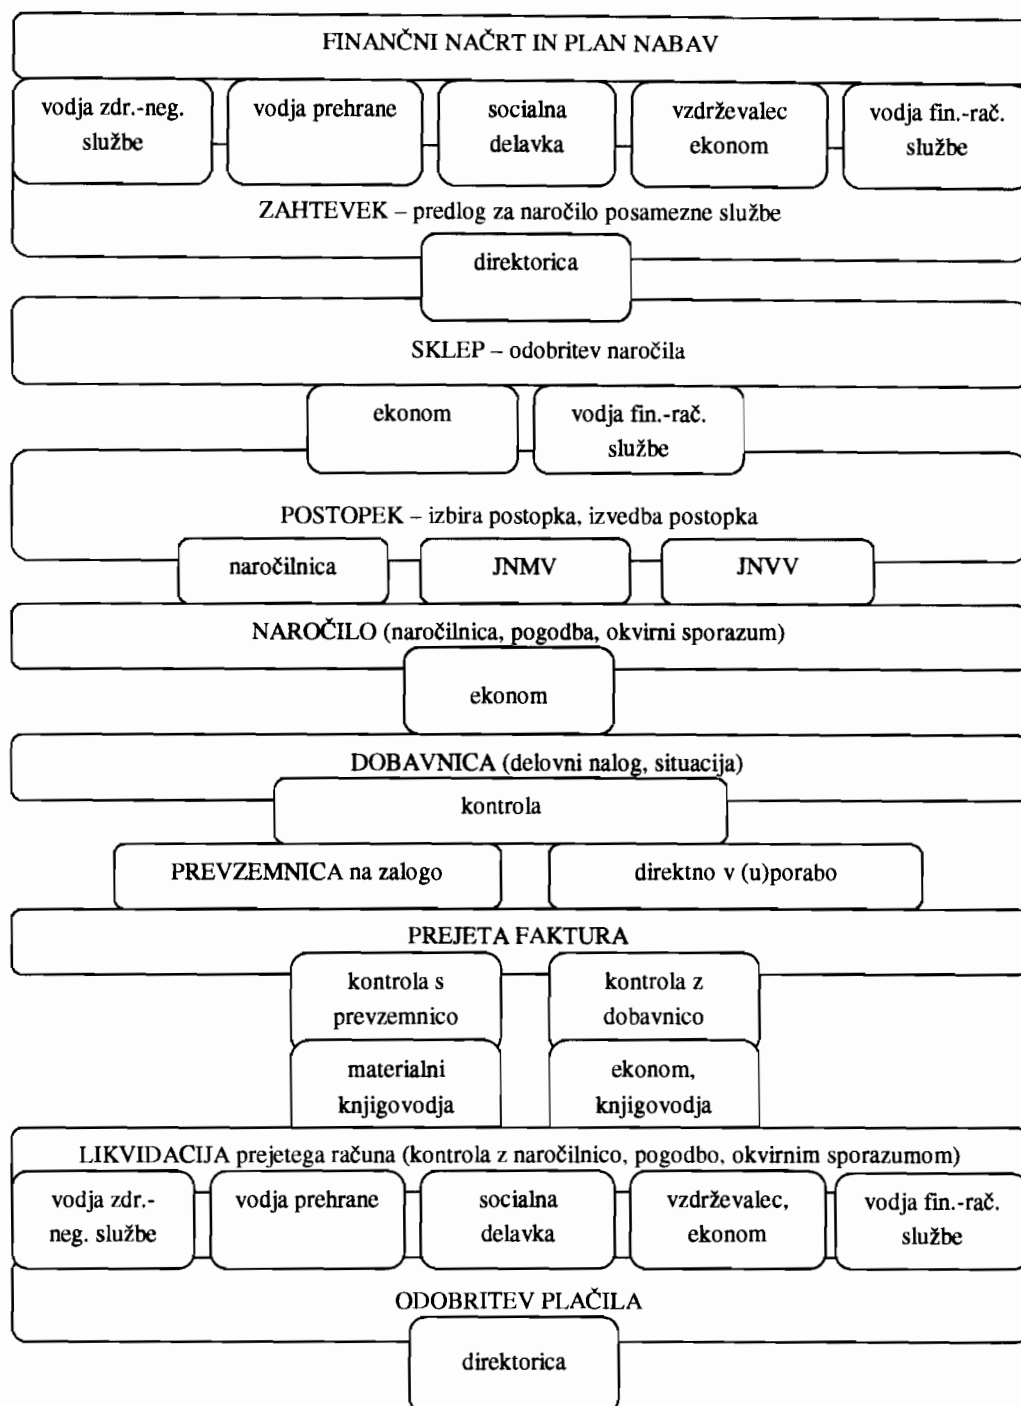 FINANČNI NAČRT IN PLAN NABAV
vodja zdr.-neg.
službe
vodja prehrane
socialna
delavka
vzdrževalec
ekonom
vodja fin.-rač.
službe
ZAHTEVEK – predlog za naročilo posamezne službe
direktorica
SKLEP – odobritev naročila
ekonom
vodja fin.-rač.
službe
POSTOPEK – izbira postopka, izvedba postopka
naročilnica
JNMV
JNVV
NAROČILO (naročilnica, pogodba, okvirni sporazum)
ekonom
DOBAVNICA (delovni nalog, situacija)
kontrola
PREVZEMNICA na zalogo
direktno v (u)porabo
PREJETA FAKTURA
kontrola s
prevzemnico
kontrola z
dobavnico
materialni
knjigovodja
ekonom,
knjigovodja
LIKVIDACIJA prejetega računa (kontrola z naročilnico, pogodbo, okvirnim sporazumom)
vodja zdr.-
neg. službe
vodja prehrane
socialna
delavka
vzdrževalec,
ekonom
vodja fin.-rač.
službe
ODOBRITEV PLAČILA
direktorica